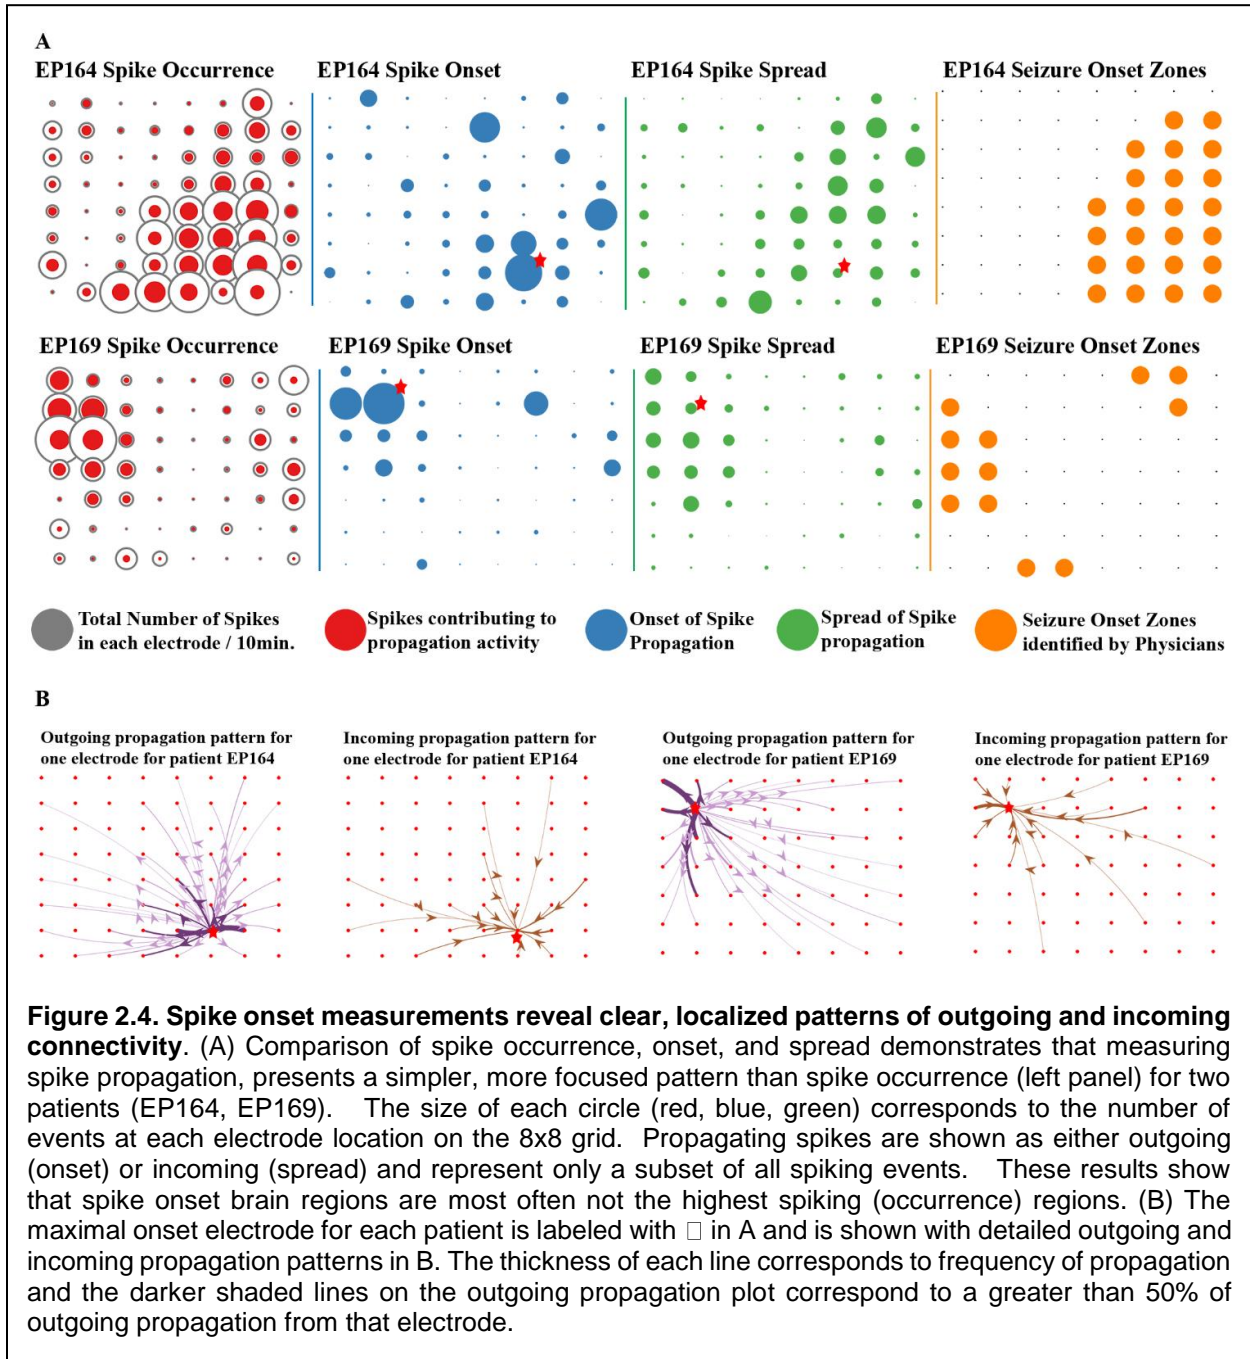 A
EP164 Spike Occurrence
EP164 Spike Onset
EP164 Spike Spread
EP164 Seizure Onset Zones
EP169 Spike Occurrence
EP169 Spike Onset
EP169 Spike Spread
EP169 Seizure Onset Zones
Total Number of Spikes
in each electrode / 10min.
Spikes contributing to
propagation activity
Onset of Spike
Propagation
Spread of Spike
propagation
Seizure Onset Zones
identified by Physicians
B
Outgoing propagation pattern for
one electrode for patient EP164
Incoming propagation pattern for
one electrode for patient EP164
Outgoing propagation pattern for
one electrode for patient EP169
Incoming propagation pattern for
one electrode for patient EP169
Figure 2.4. Spike onset measurements reveal clear, localized patterns of outgoing and incoming
connectivity. (A) Comparison of spike occurrence, onset, and spread demonstrates that measuring
spike propagation, presents a simpler, more focused pattern than spike occurrence (left panel) for two
patients (EP164, EP169). The size of each circle (red, blue, green) corresponds to the number of
events at each electrode location on the 8x8 grid. Propagating spikes are shown as either outgoing
(onset) or incoming (spread) and represent only a subset of all spiking events. These results show
that spike onset brain regions are most often not the highest spiking (occurrence) regions. (B) The
maximal onset electrode for each patient is labeled with □ in A and is shown with detailed outgoing and
incoming propagation patterns in B. The thickness of each line corresponds to frequency of propagation
and the darker shaded lines on the outgoing propagation plot correspond to a greater than 50% of
outgoing propagation from that electrode.